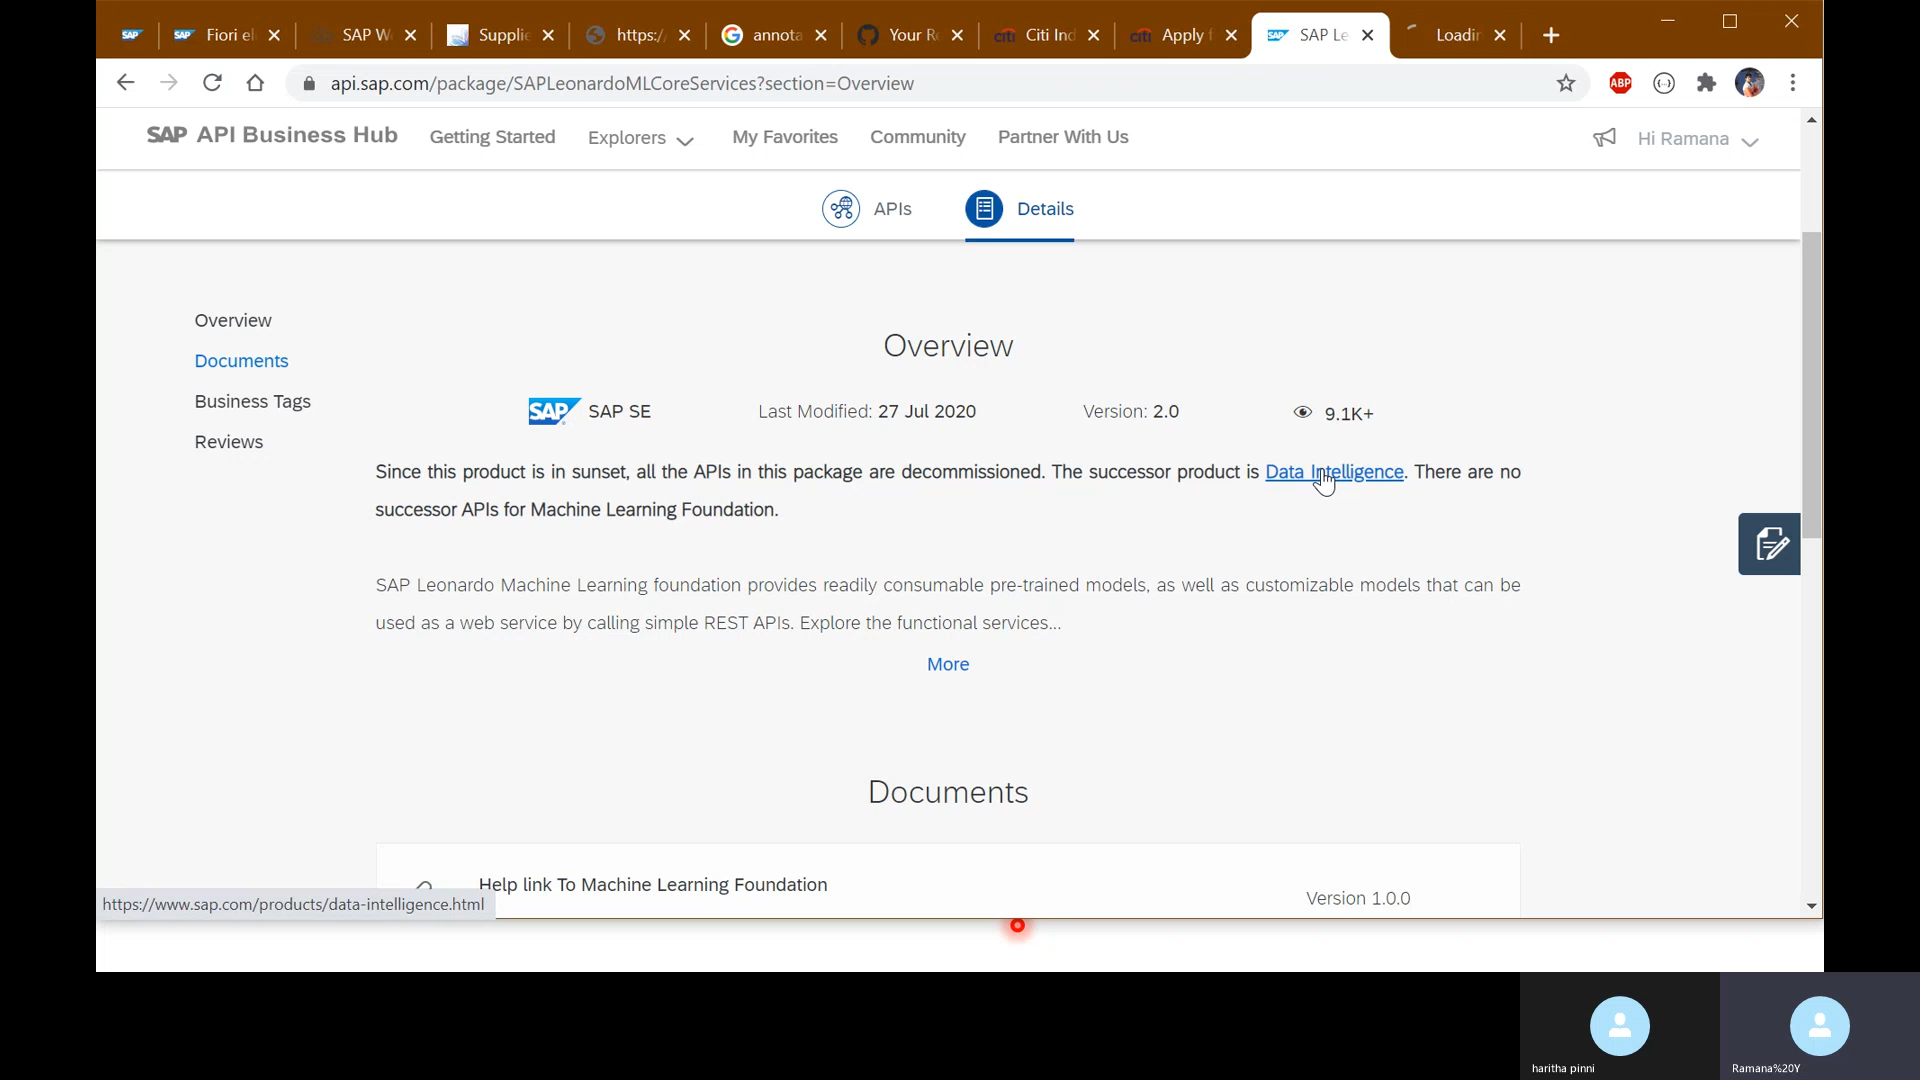 Fiori el
SAP W
Supplie
https:/
annota
Your R
Citi Ind
Apply f
SAP Le
Loadin
api.sap.com/package/SAPLeonardoMLCoreServices?section=Overview
ABP
SAP API Business Hub
Getting Started
Explorers
My Favorites
Community
Partner With Us
Hi Ramana
APIs
Details
Overview
Documents
Business Tags
Reviews
Overview
SAP SE
Last Modified: 27 Jul 2020
Version: 2.0
9.1K+
Since this product is in sunset, all the APIs in this package are decommissioned. The successor product is Data Intelligence. There are no
successor APIs for Machine Learning Foundation.
SAP Leonardo Machine Learning foundation provides readily consumable pre-trained models, as well as customizable models that can be
used as a web service by calling simple REST APIs. Explore the functional services...
More
Documents
Help link To Machine Learning Foundation
Version 1.0.0
https://www.sap.com/products/data-intelligence.html
haritha pinni
Ramana%20Y